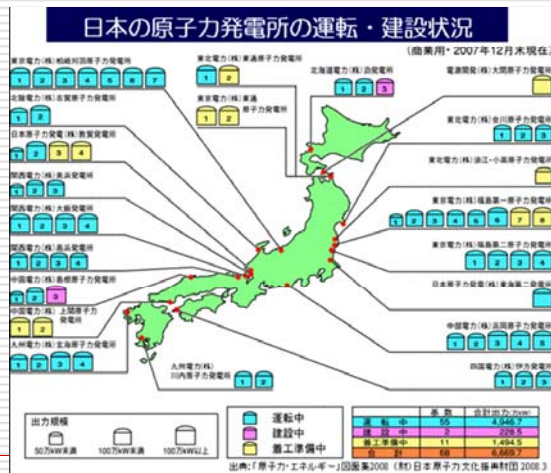 日本の原子力発電所の運転・建設状況
(商業用・2007年12月末現在)
東京電力(株)柏崎刈羽原子力発電所
1 2 3 4 5 6 7
北陸電力(株)志賀原子力発電所
1 2
日本原子力発電(株)敦賀発電所
1 2 3 4
関西電力(株)美浜発電所
1 2 3
関西電力(株)大飯発電所
1 2 3 4
関西電力(株)高浜発電所
1 2 3 4
中国電力(株)島根原子力発電所
1 2 3
中国電力(株)上関原子力
発電所
1 2
九州電力(株)玄海原子力発電所
1 2 3 4
東北電力(株)東通原子力発電所
1 2
東京電力(株)東通
原子力発電所
1 2
北海道電力(株)泊発電所
1 2 3
電源開発(株)大間原子力発電所
東北電力(株)女川原子力発電所
1 2 3
東北電力(株)浪江・小高原子力発電所
東京電力(株)福島第一原子力発電所
1 2 3 4 5 6 7 8
東京電力(株)福島第二原子力発電所
1 2 3 4
日本原子力発電(株)東海第二発電所
中部電力(株)浜岡原子力発電所
1 2 3 4 5
四国電力(株)伊方発電所
1 2 3
九州電力(株)
川内原子力発電所
1 2
出力規模
50万kW未満
100万kW未満
100万kW以上
運転中
建設中
着工準備中
基数 合計出力(万kW)
運転中 55 4,946.7
建設中 2 228.5
着工準備中 11 1,494.5
合計 68 6,669.7
出典:「原子力・エネルギー」図面集2008 (財)日本原子力文化振興財団 2008.3